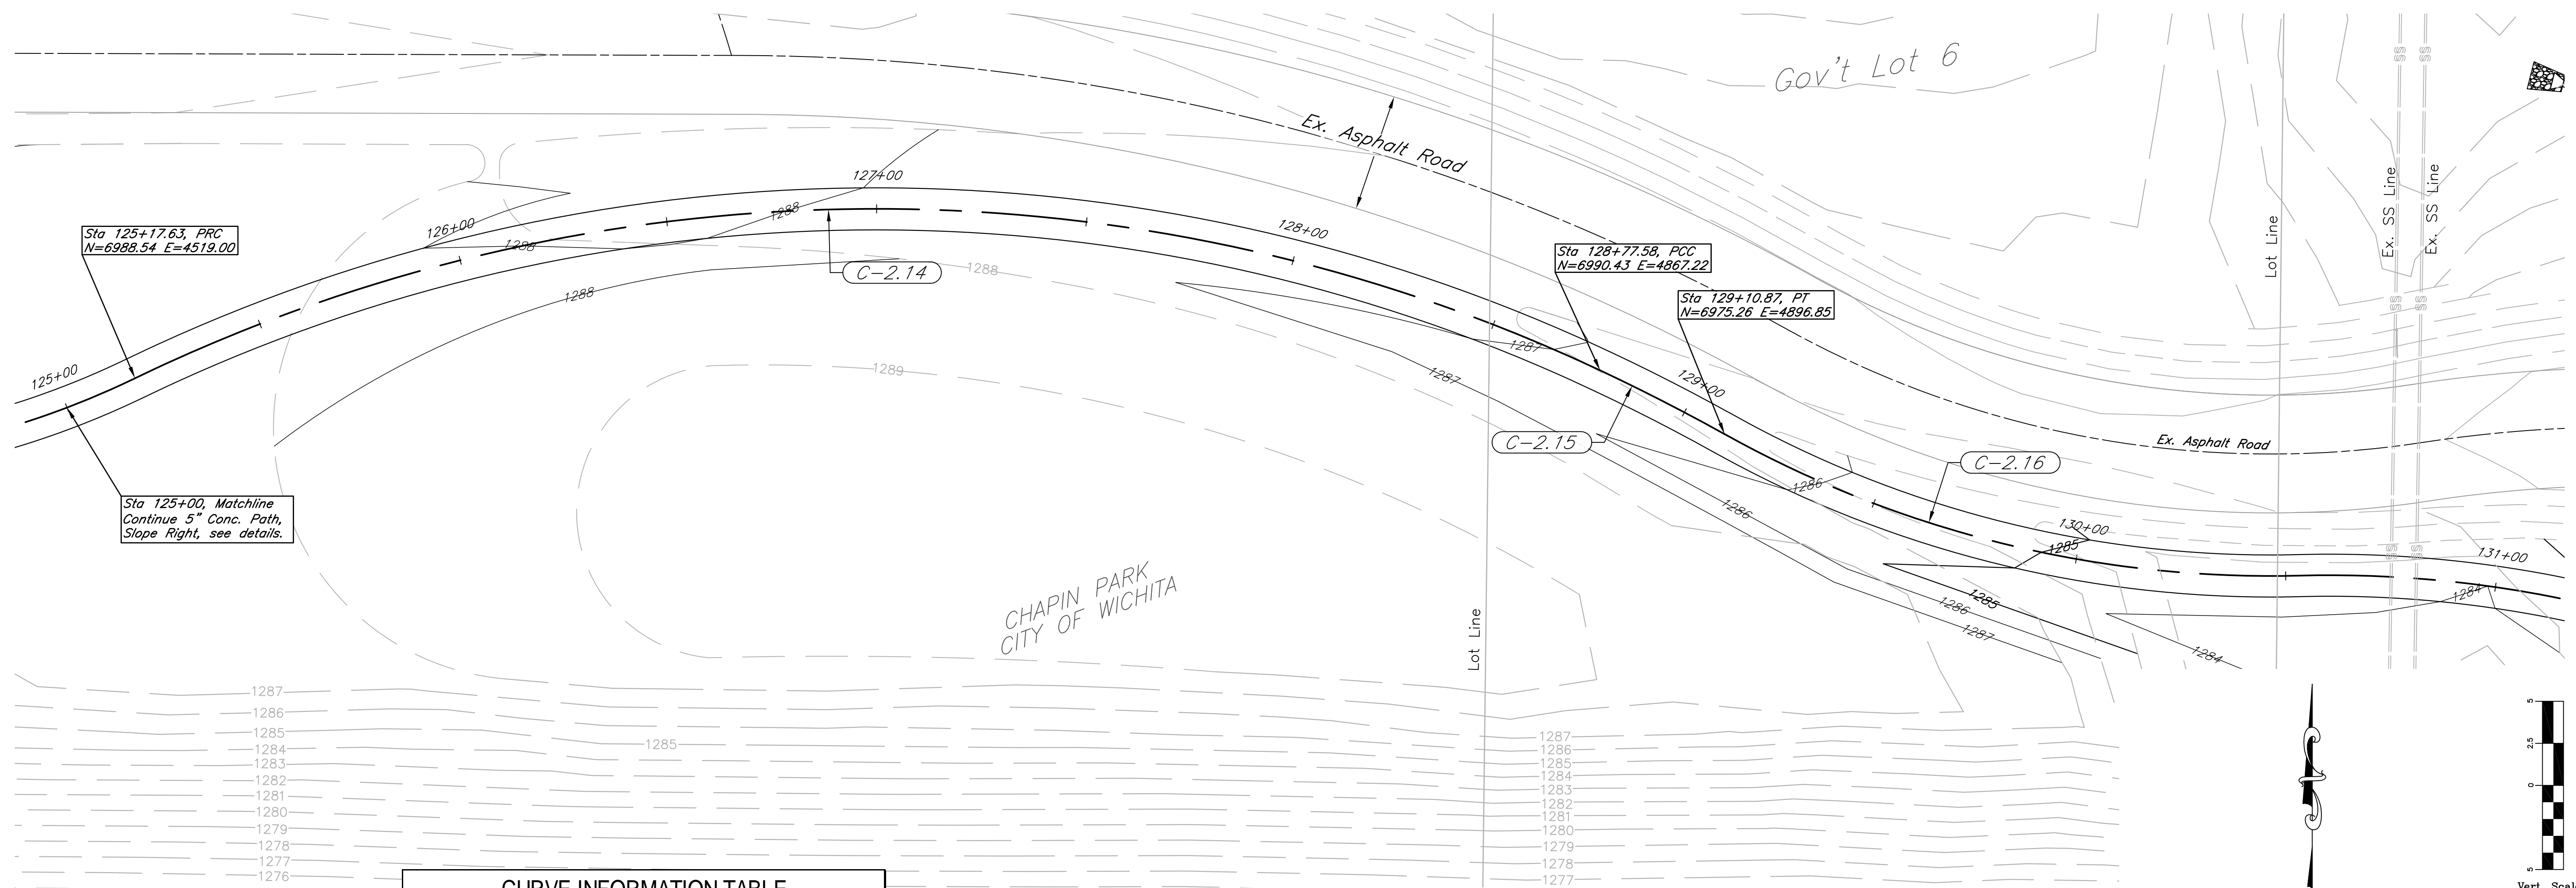 Gov't Lot 6
Ex. Asphalt Road
SS
SS
127+00
126+00
128+00
1288
1288
1288
1288
Sta 125+17.63, PRC
N=6988.54 E=4519.00
C-2.14
Sta 128+77.58, PCC
N=6990.43 E=4867.22
Sta 129+10.87, PT
N=6975.26 E=4896.85
Lot Line
Ex. SS Line
Ex. SS Line
SS
SS
125+00
1289
1287
1287
129+00
C-2.15
C-2.16
Ex. Asphalt Road
Sta 125+00, Matchline
Continue 5" Conc. Path,
Slope Right, see details.
1286
1286
130+00
1285
131+00
SS
SS
1285
1286
1287
1284
1284
CHAPIN PARK
CITY OF WICHITA
Lot Line
1287
1286
1285
1284
1283
1282
1281
1280
1279
1278
1277
1276
1285
1287
1286
1285
1284
1283
1282
1281
1280
1279
1278
1277
5
2.5
0
5
Vert. Scal
CURVE INFORMATION TABLE